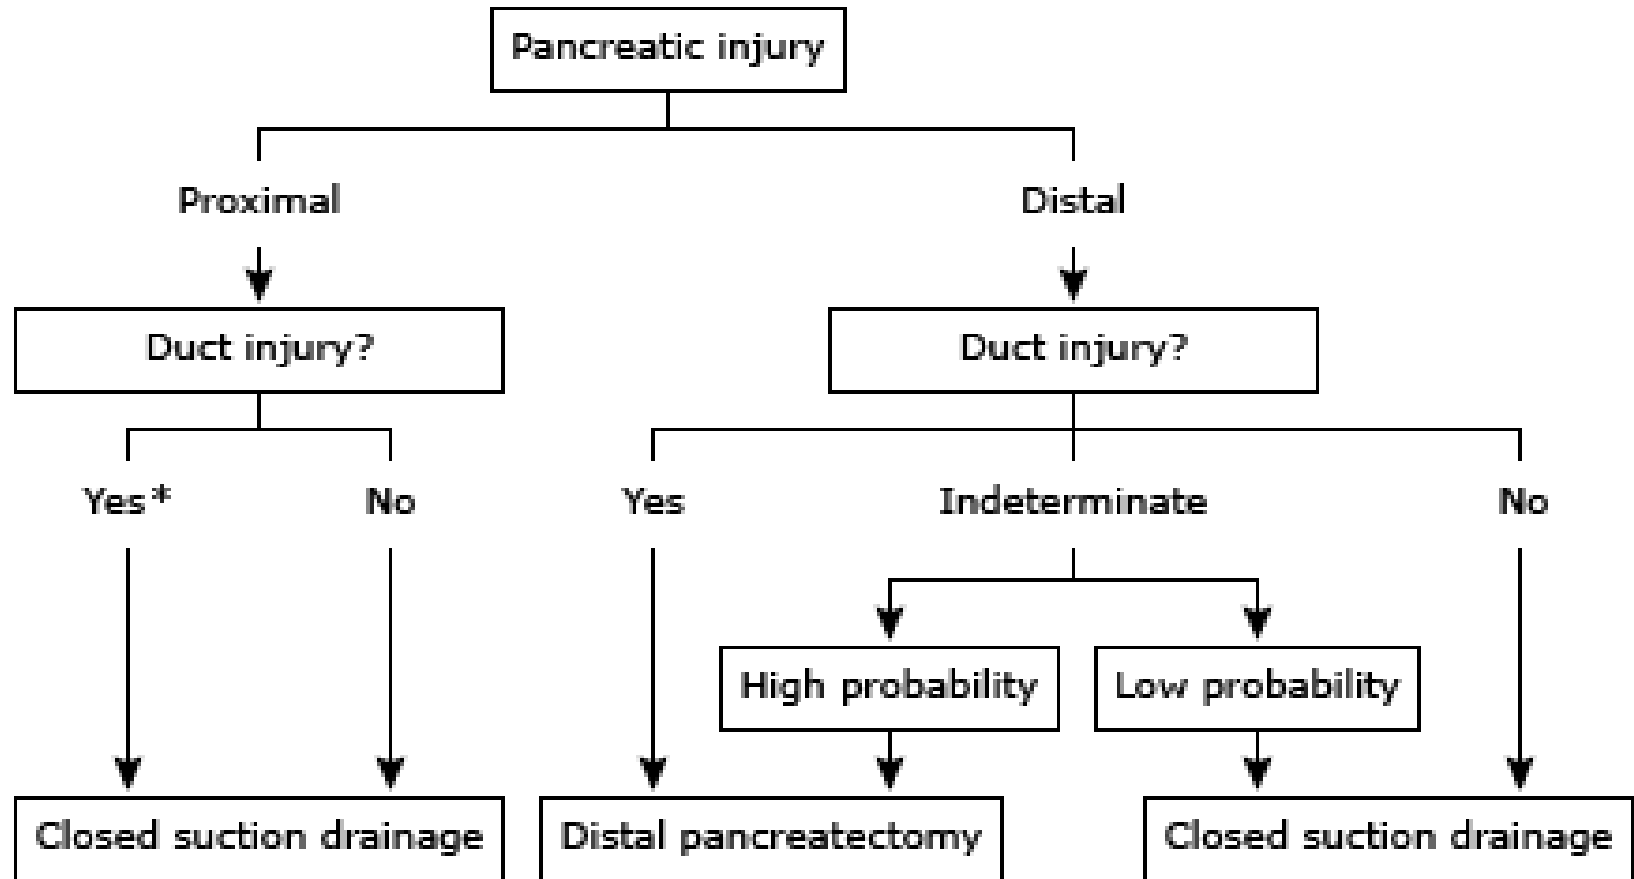 Pancreatic injury
Proximal
Distal
Duct injury?
Duct injury?
Yes*
No
Yes
Indeterminate
No
High probability
Low probability
Closed suction drainage
Distal pancreatectomy
Closed suction drainage